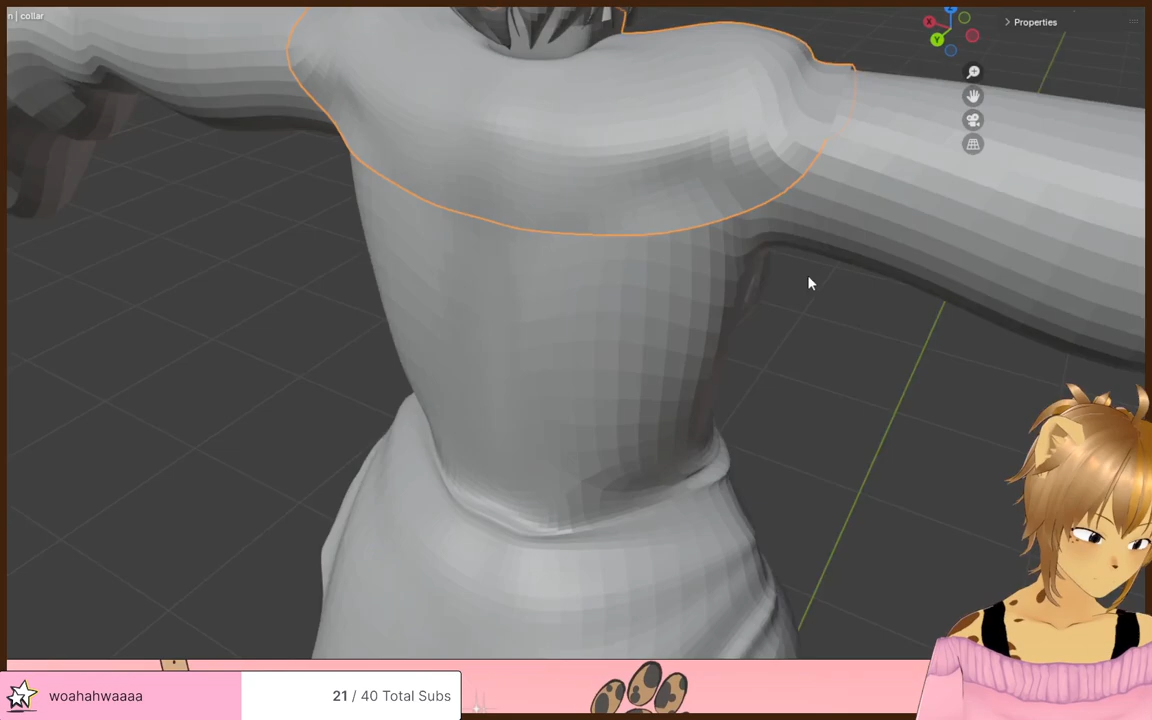 n | collar
Properties
woahahwaaaa
21 / 40 Total Subs